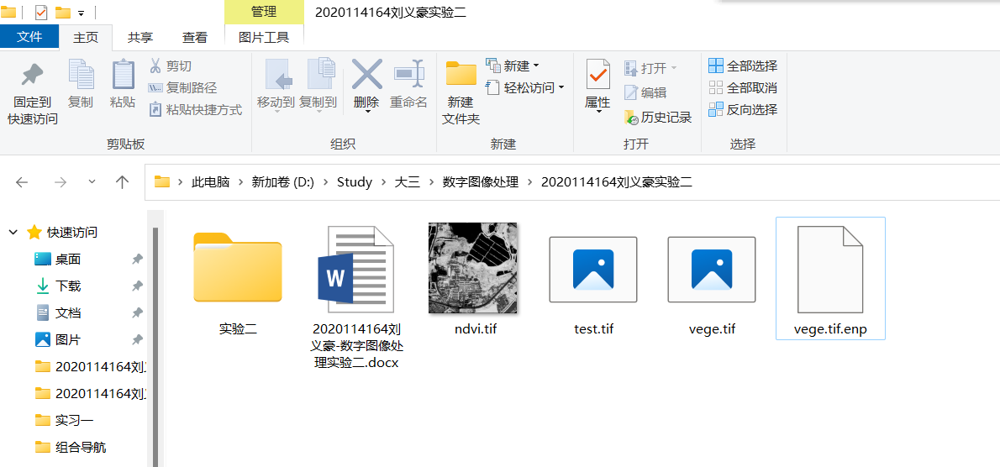 管理
2020114164刘义豪实验二
文件
主页
共享
查看
图片工具
固定到
快速访问
复制
粘贴
剪切
复制路径
粘贴快捷方式
剪贴板
移动到
复制到
删除
重命名
组织
新建
文件夹
新建
轻松访问
新建
属性
打开
编辑
历史记录
打开
全部选择
全部取消
反向选择
选择
此电脑 > 新加卷 (D:) > Study > 大三 > 数字图像处理 > 2020114164刘义豪实验二
快速访问
桌面
下载
文档
图片
2020114164刘
2020114164刘
实习一
组合导航
实验二
W
2020114164刘
义豪-数字图像处
理实验二.docx
ndvi.tif
test.tif
vege.tif
vege.tif.enp